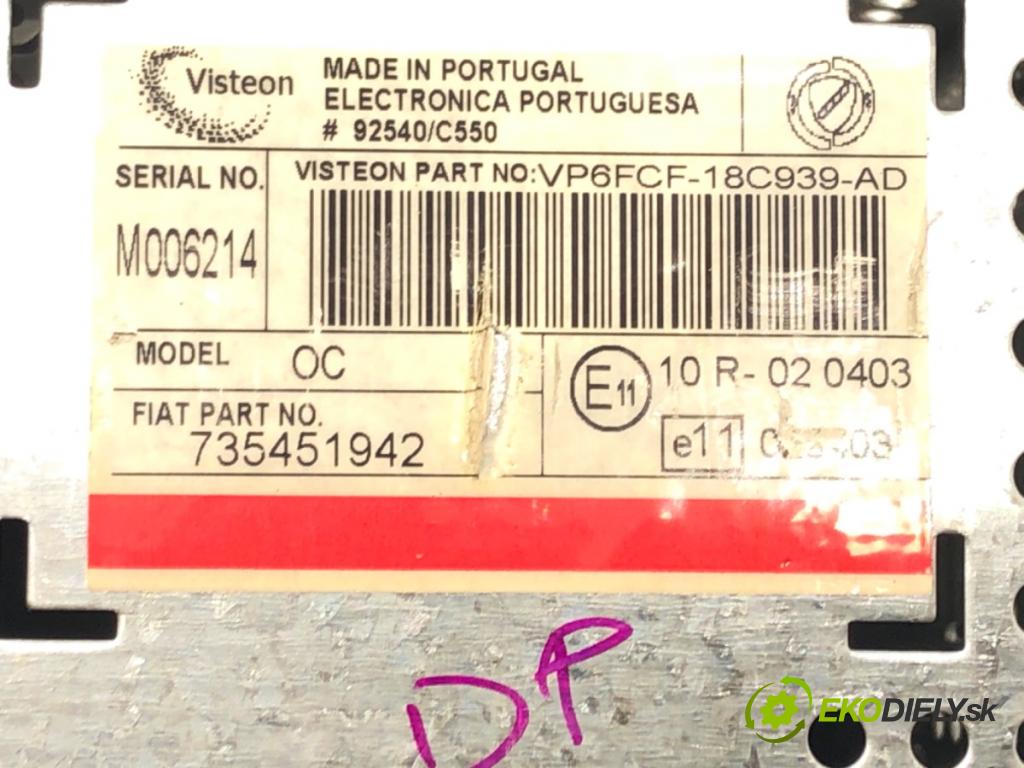 Visteon
MADE IN PORTUGAL
ELECTRONICA PORTUGUESA
# 92540/C550
SERIAL NO.
M006214
VISTEON PART NO: VP6FCF-18C939-AD
MODEL OC
FIAT PART NO.
735451942
E11 10 R- 02 0403
e11
DP
EKODIELY.sk